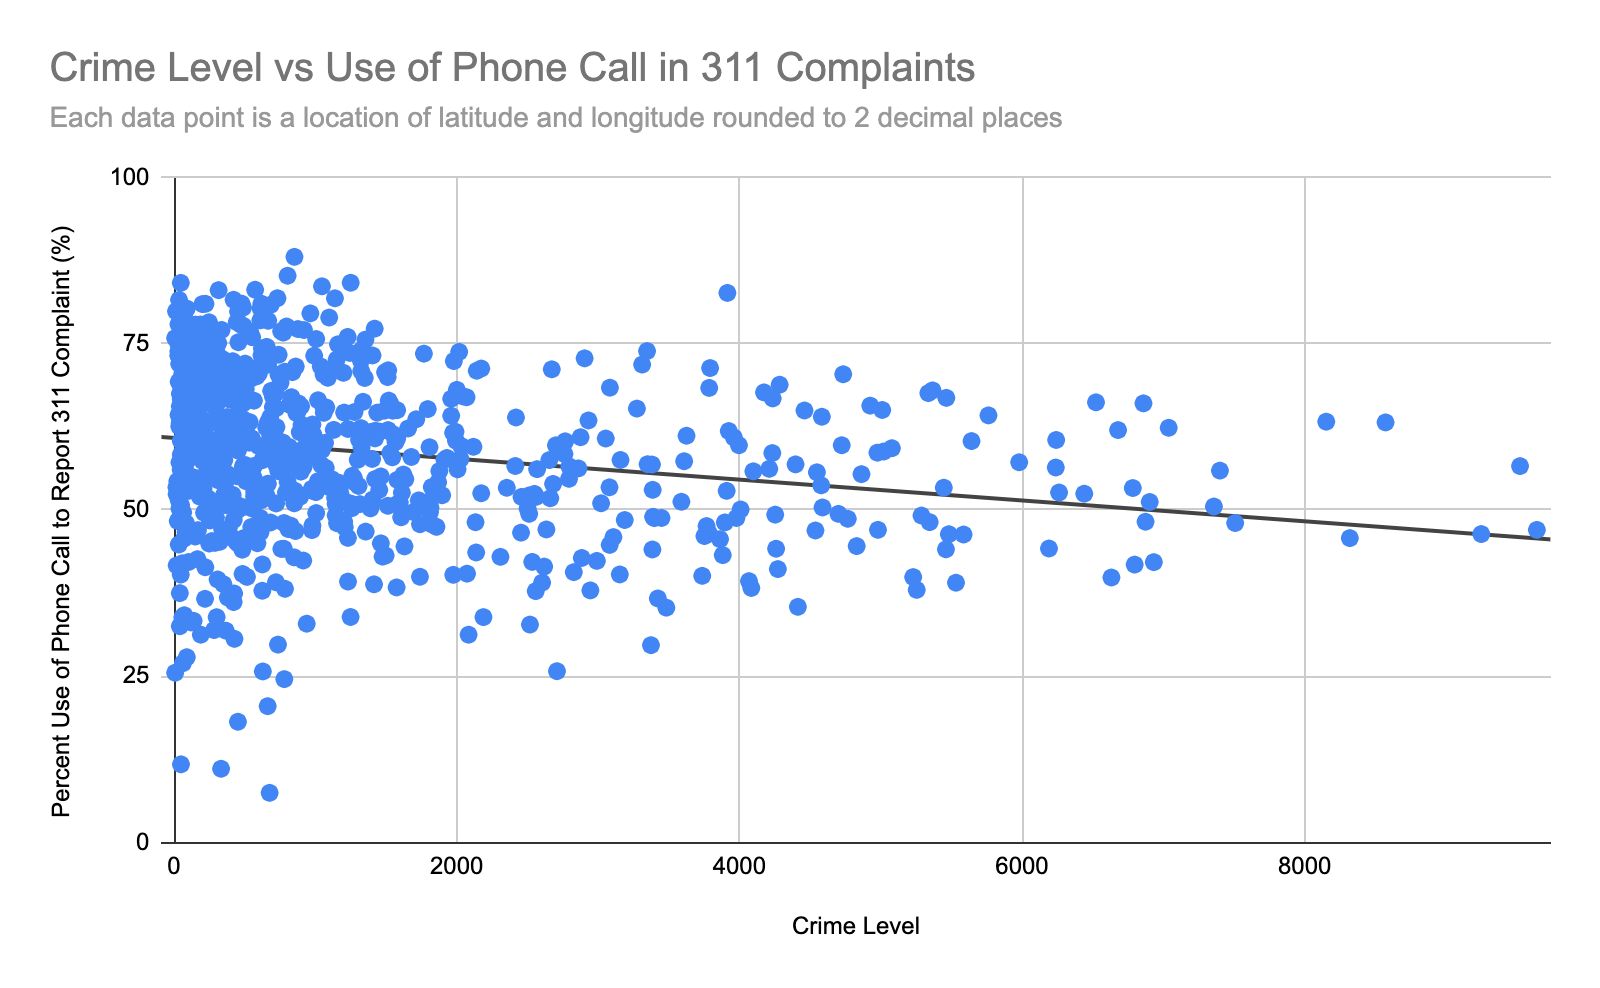 Crime Level vs Use of Phone Call in 311 Complaints
Each data point is a location of latitude and longitude rounded to 2 decimal places
Percent Use of Phone Call to Report 311 Complaint (%)
100
75
50
25
0
0 2000 4000 6000 8000
Crime Level